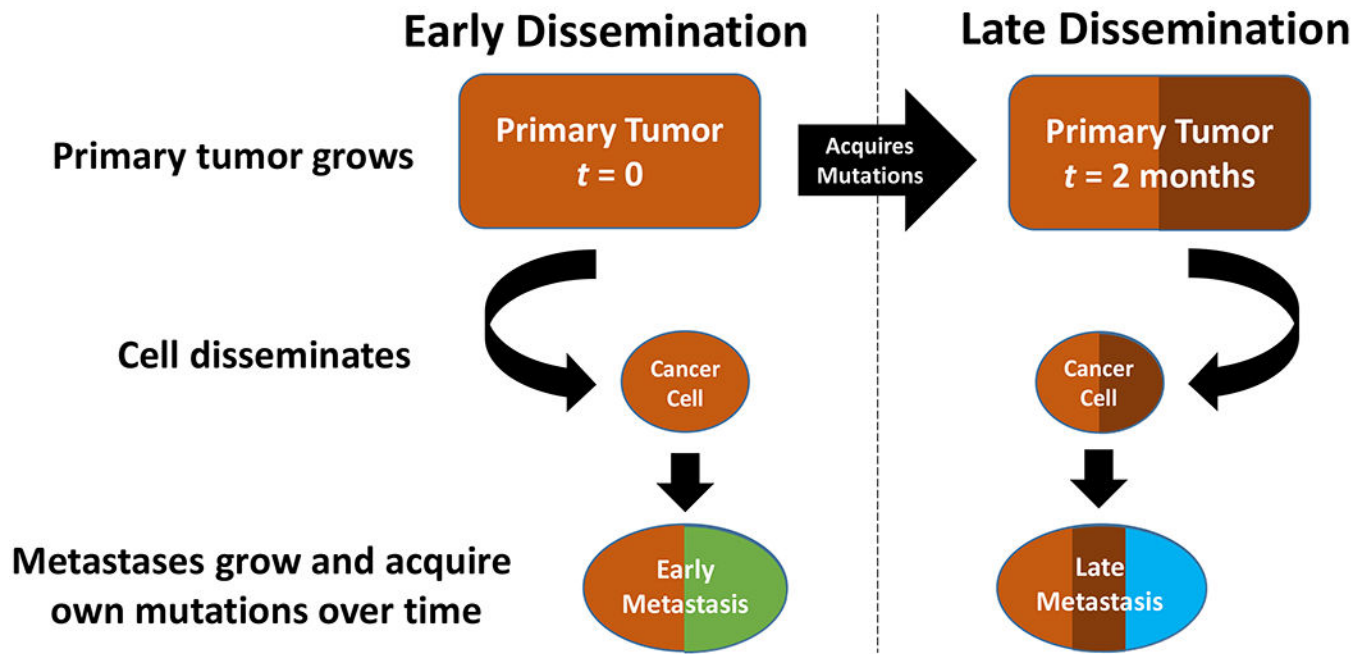 Early Dissemination
Late Dissemination
Primary tumor grows
Primary Tumor
t = 0
Acquires
Mutations
Primary Tumor
t = 2 months
Cell disseminates
Cancer
Cell
Cancer
Cell
Metastases grow and acquire
own mutations over time
Early
Metastasis
Late
Metastasis